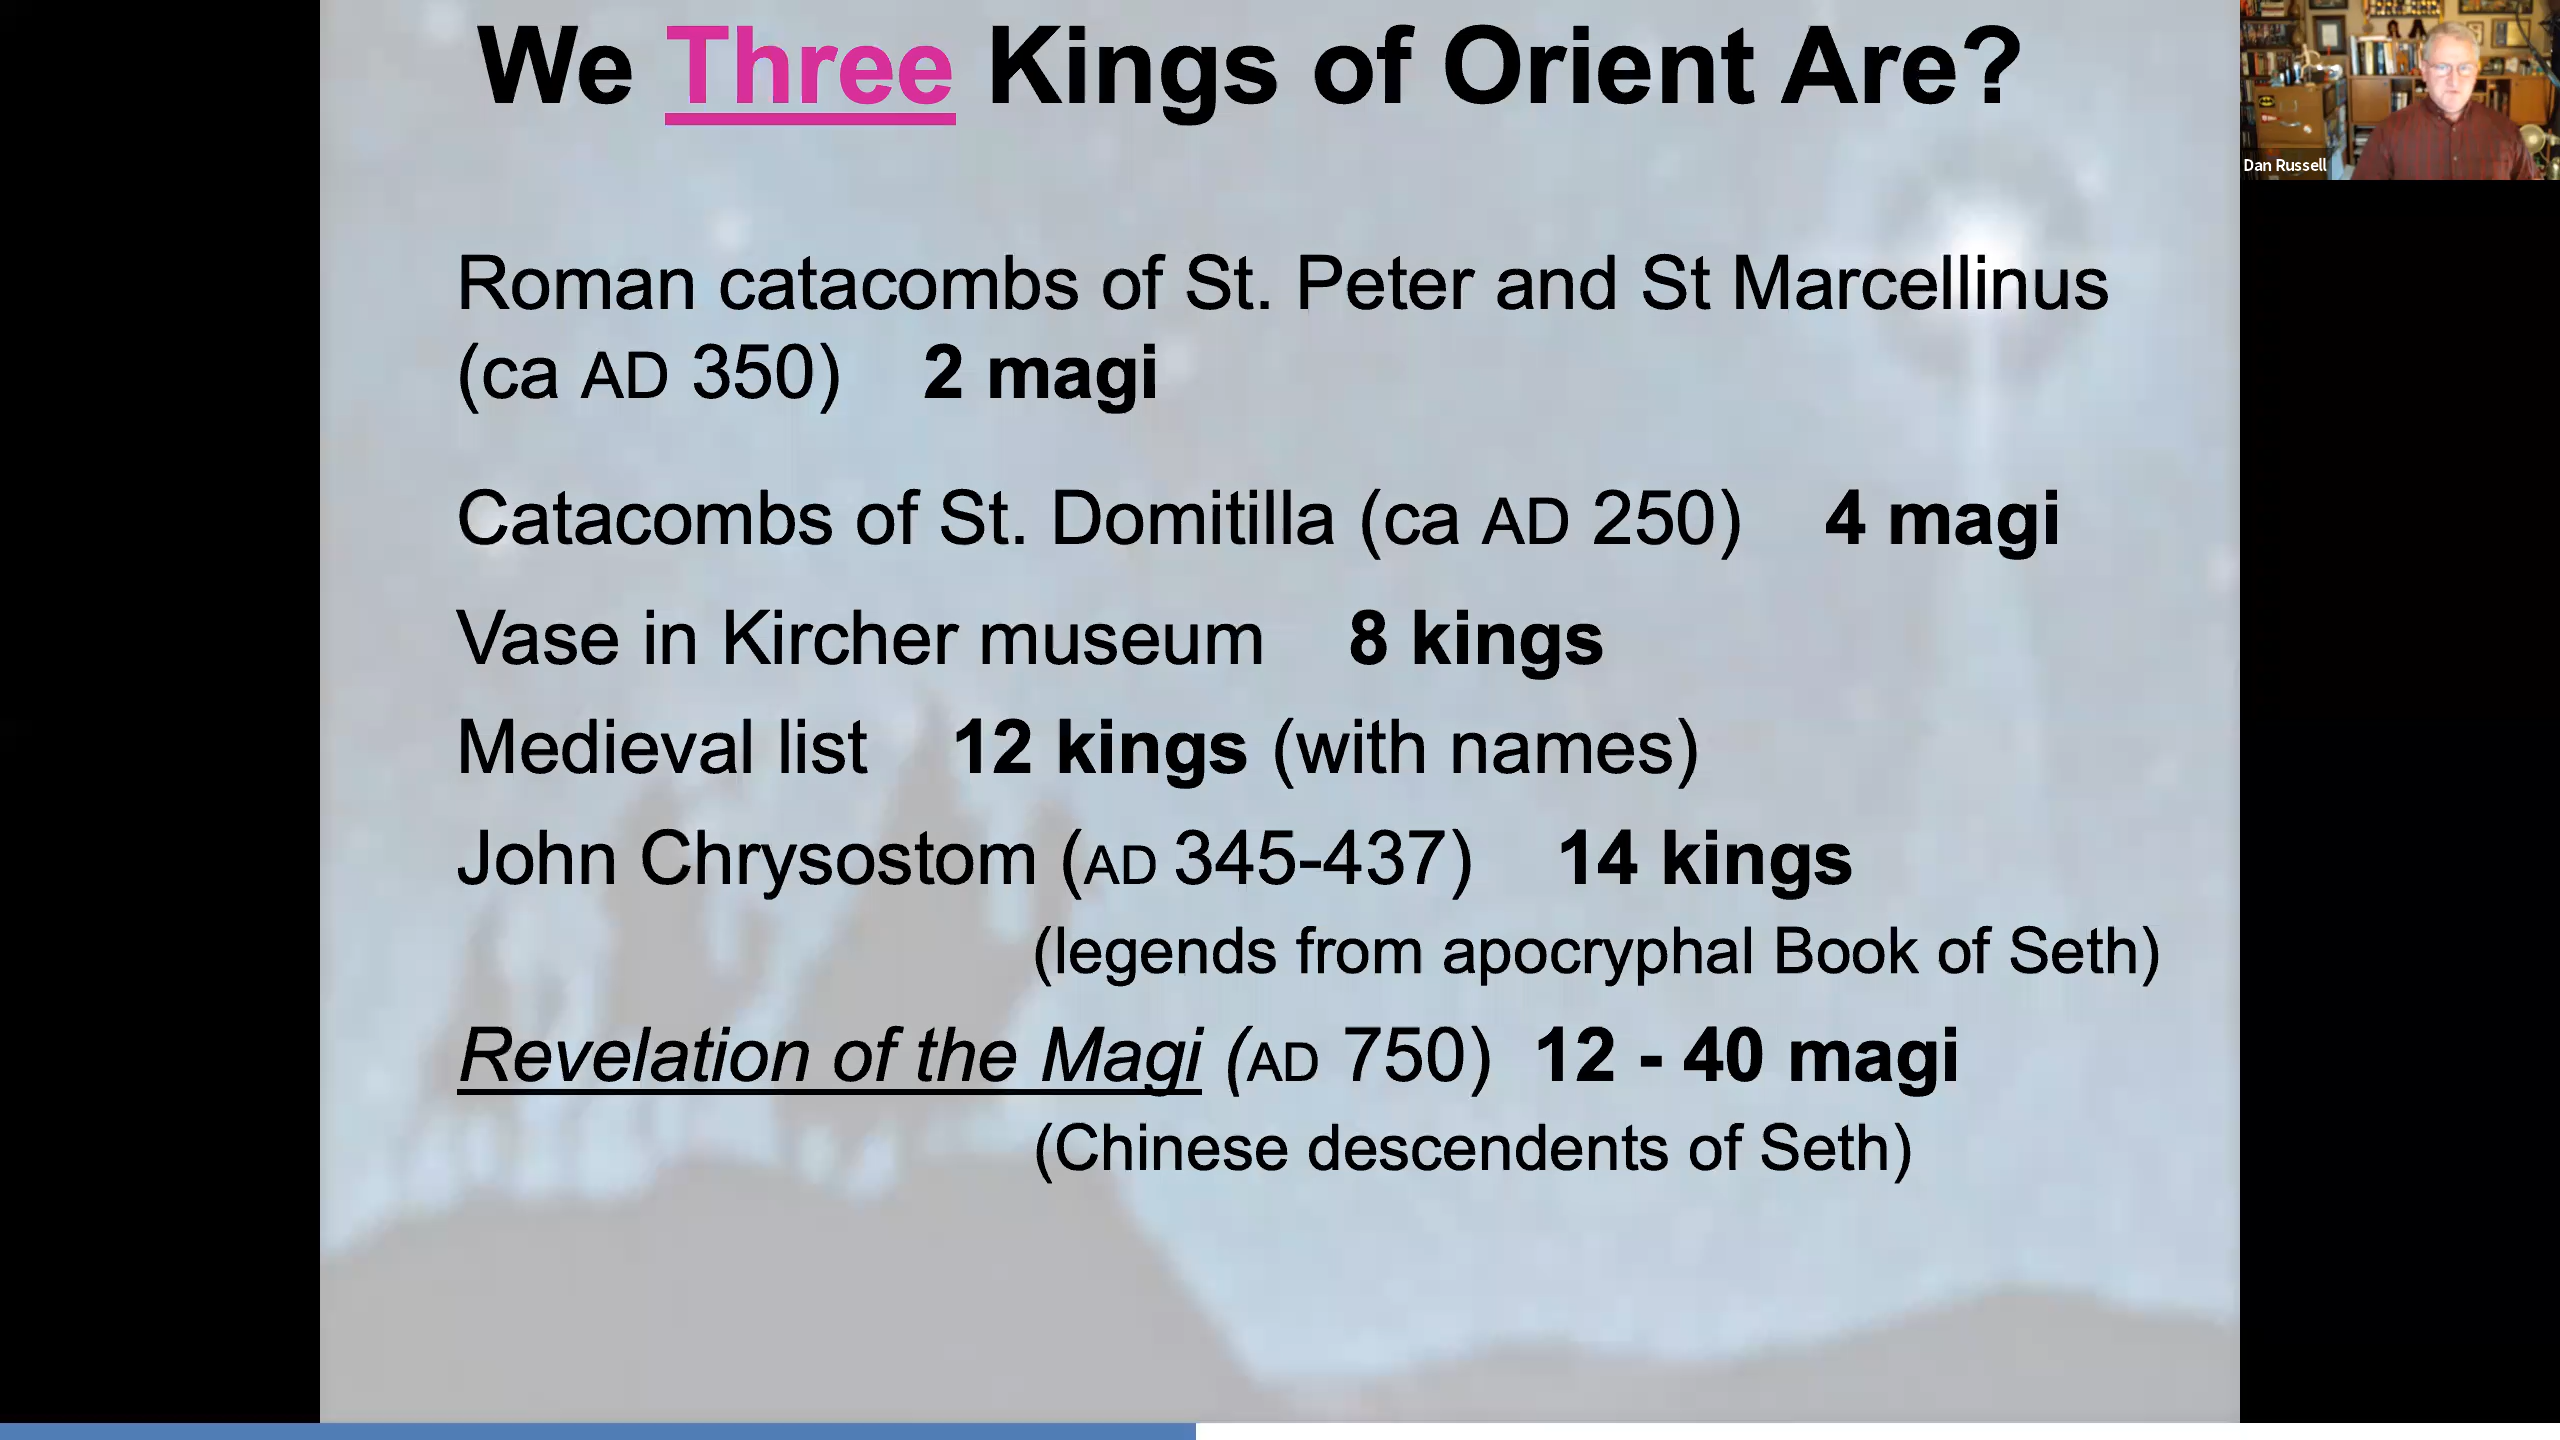 We Three Kings of Orient Are?
Dan Russell
Roman catacombs of St. Peter and St Marcellinus
(ca AD 350) 2 magi
Catacombs of St. Domitilla (ca AD 250) 4 magi
Vase in Kircher museum 8 kings
Medieval list 12 kings (with names)
John Chrysostom (AD 345-437) 14 kings
(legends from apocryphal Book of Seth)
Revelation of the Magi (AD 750) 12 - 40 magi
(Chinese descendents of Seth)